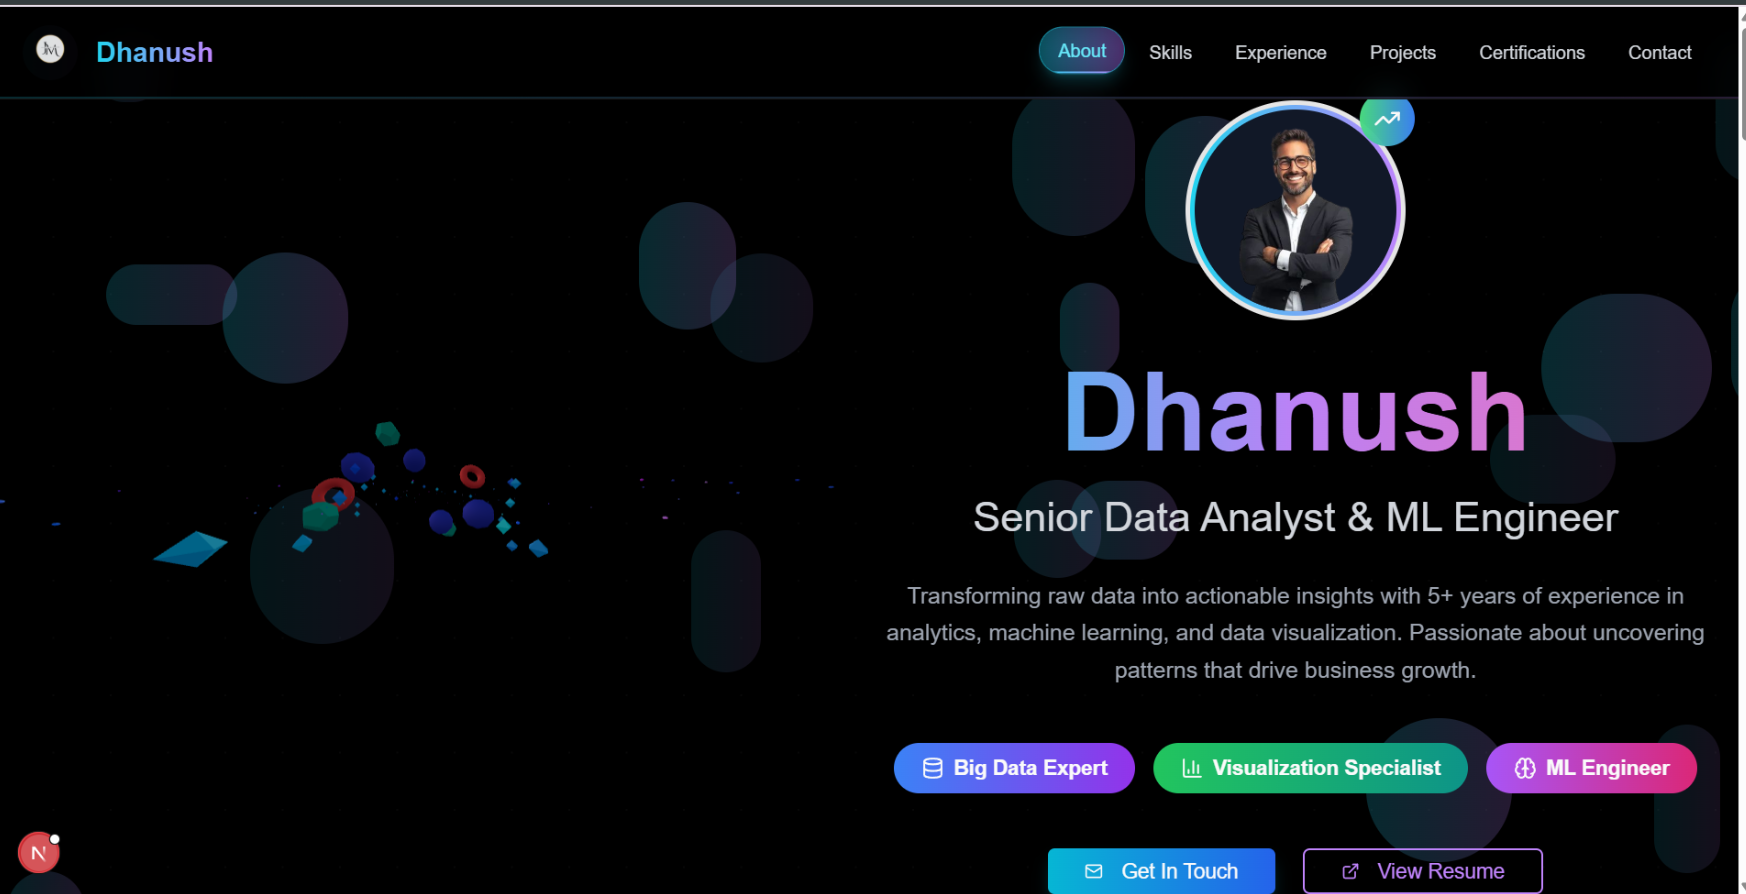 Dhanush
About
Skills
Experience
Projects
Certifications
Contact
Dhanush
Senior Data Analyst & ML Engineer
Transforming raw data into actionable insights with 5+ years of experience in
analytics, machine learning, and data visualization. Passionate about uncovering
patterns that drive business growth.
Big Data Expert
Visualization Specialist
ML Engineer
Get In Touch
View Resume
N